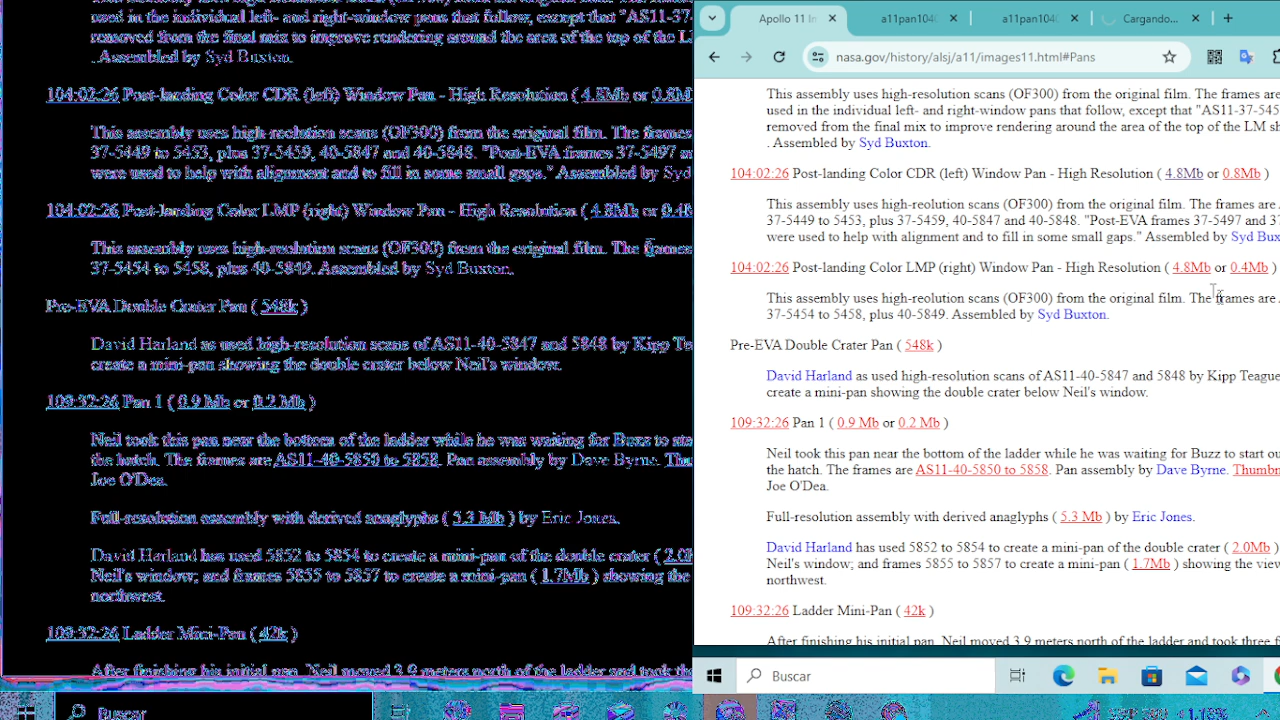 used in the individual left- and right-window pans that follow, except that "AS11-37-
removed from the final mix to improve rendering around the area of the top of the L
. Assembled by Syd Buxton.
104:02:26 Post-landing Color CDR (left) Window Pan - High Resolution ( 4.8Mb or 0.8M
This assembly uses high-reolution scans (OF300) from the original film. The frames
37-5449 to 5453, plus 37-5459, 40-5847 and 40-5848. "Post-EVA frames 37-5497 and
were used to help with alignment and to fill in some small gaps." Assembled by Syd
104:02:26 Post-landing Color LMP (right) Window Pan - High Resolution ( 4.8Mb or 0.4M
This assembly uses high-reolution scans (OF300) from the original film. The frames
37-5454 to 5458, plus 40-5849. Assembled by Syd Buxton.
Pre-EVA Double Crater Pan ( 548k )
David Harland as used high-resolution scans of AS11-40-5847 and 5848 by Kipp Tea
create a mini-pan showing the double crater below Neil's window.
109:32:26 Pan 1 ( 0.9 Mb or 0.2 Mb )
Neil took this pan near the bottom of the ladder while he was waiting for Buzz to sta
the hatch. The frames are AS11-40-5850 to 5858. Pan assembly by Dave Byrne. Thu
Joe O'Dea.
Full-resolution assembly with derived anaglyphs ( 5.3 Mb ) by Eric Jones.
David Harland has used 5852 to 5854 to create a mini-pan of the double crater ( 2.0
Neil's window; and frames 5855 to 5857 to create a mini-pan ( 1.7Mb ) showing the
northwest.
109:32:26 Ladder Mini-Pan ( 42k )
After finishing his initial pan, Neil moved 3.9 meters north of the ladder and took th
Buscar
Apollo 11 Im
a11pan104
a11pan104
Cargando...
nasa.gov/history/alsj/a11/images11.html#Pans
This assembly uses high-resolution scans (OF300) from the original film. The frames are
used in the individual left- and right-window pans that follow, except that "AS11-37-545
removed from the final mix to improve rendering around the area of the top of the LM sh
. Assembled by Syd Buxton.
104:02:26 Post-landing Color CDR (left) Window Pan - High Resolution ( 4.8Mb or 0.8Mb )
This assembly uses high-reolution scans (OF300) from the original film. The frames are
37-5449 to 5453, plus 37-5459, 40-5847 and 40-5848. "Post-EVA frames 37-5497 and 3
were used to help with alignment and to fill in some small gaps." Assembled by Syd Bux
104:02:26 Post-landing Color LMP (right) Window Pan - High Resolution ( 4.8Mb or 0.4Mb )
This assembly uses high-reolution scans (OF300) from the original film. The frames are
37-5454 to 5458, plus 40-5849. Assembled by Syd Buxton.
Pre-EVA Double Crater Pan ( 548k )
David Harland as used high-resolution scans of AS11-40-5847 and 5848 by Kipp Teague
create a mini-pan showing the double crater below Neil's window.
109:32:26 Pan 1 ( 0.9 Mb or 0.2 Mb )
Neil took this pan near the bottom of the ladder while he was waiting for Buzz to start ou
the hatch. The frames are AS11-40-5850 to 5858. Pan assembly by Dave Byrne. Thumbn
Joe O'Dea.
Full-resolution assembly with derived anaglyphs ( 5.3 Mb ) by Eric Jones.
David Harland has used 5852 to 5854 to create a mini-pan of the double crater ( 2.0Mb )
Neil's window; and frames 5855 to 5857 to create a mini-pan ( 1.7Mb ) showing the view
northwest.
109:32:26 Ladder Mini-Pan ( 42k )
After finishing his initial pan, Neil moved 3.9 meters north of the ladder and took three f
Buscar